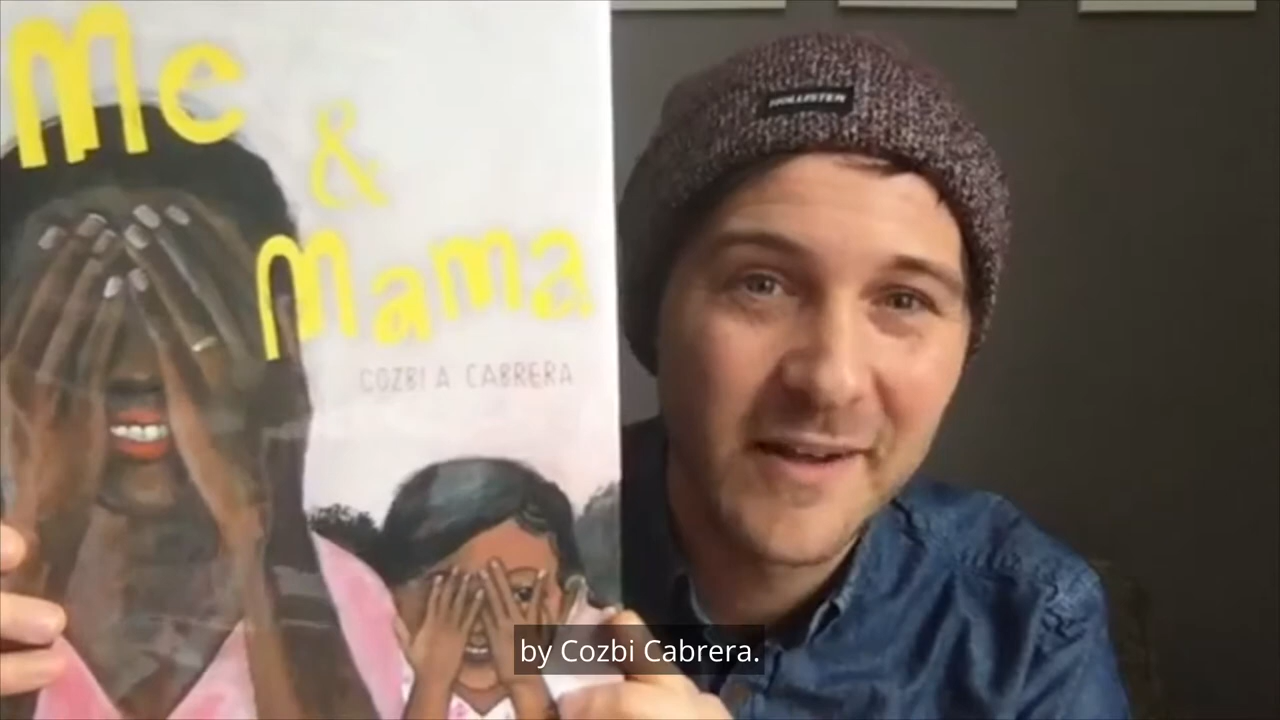 Me
&
Mama
COZBI A CABRERA
HOLLISTER
by Cozbi Cabrera.